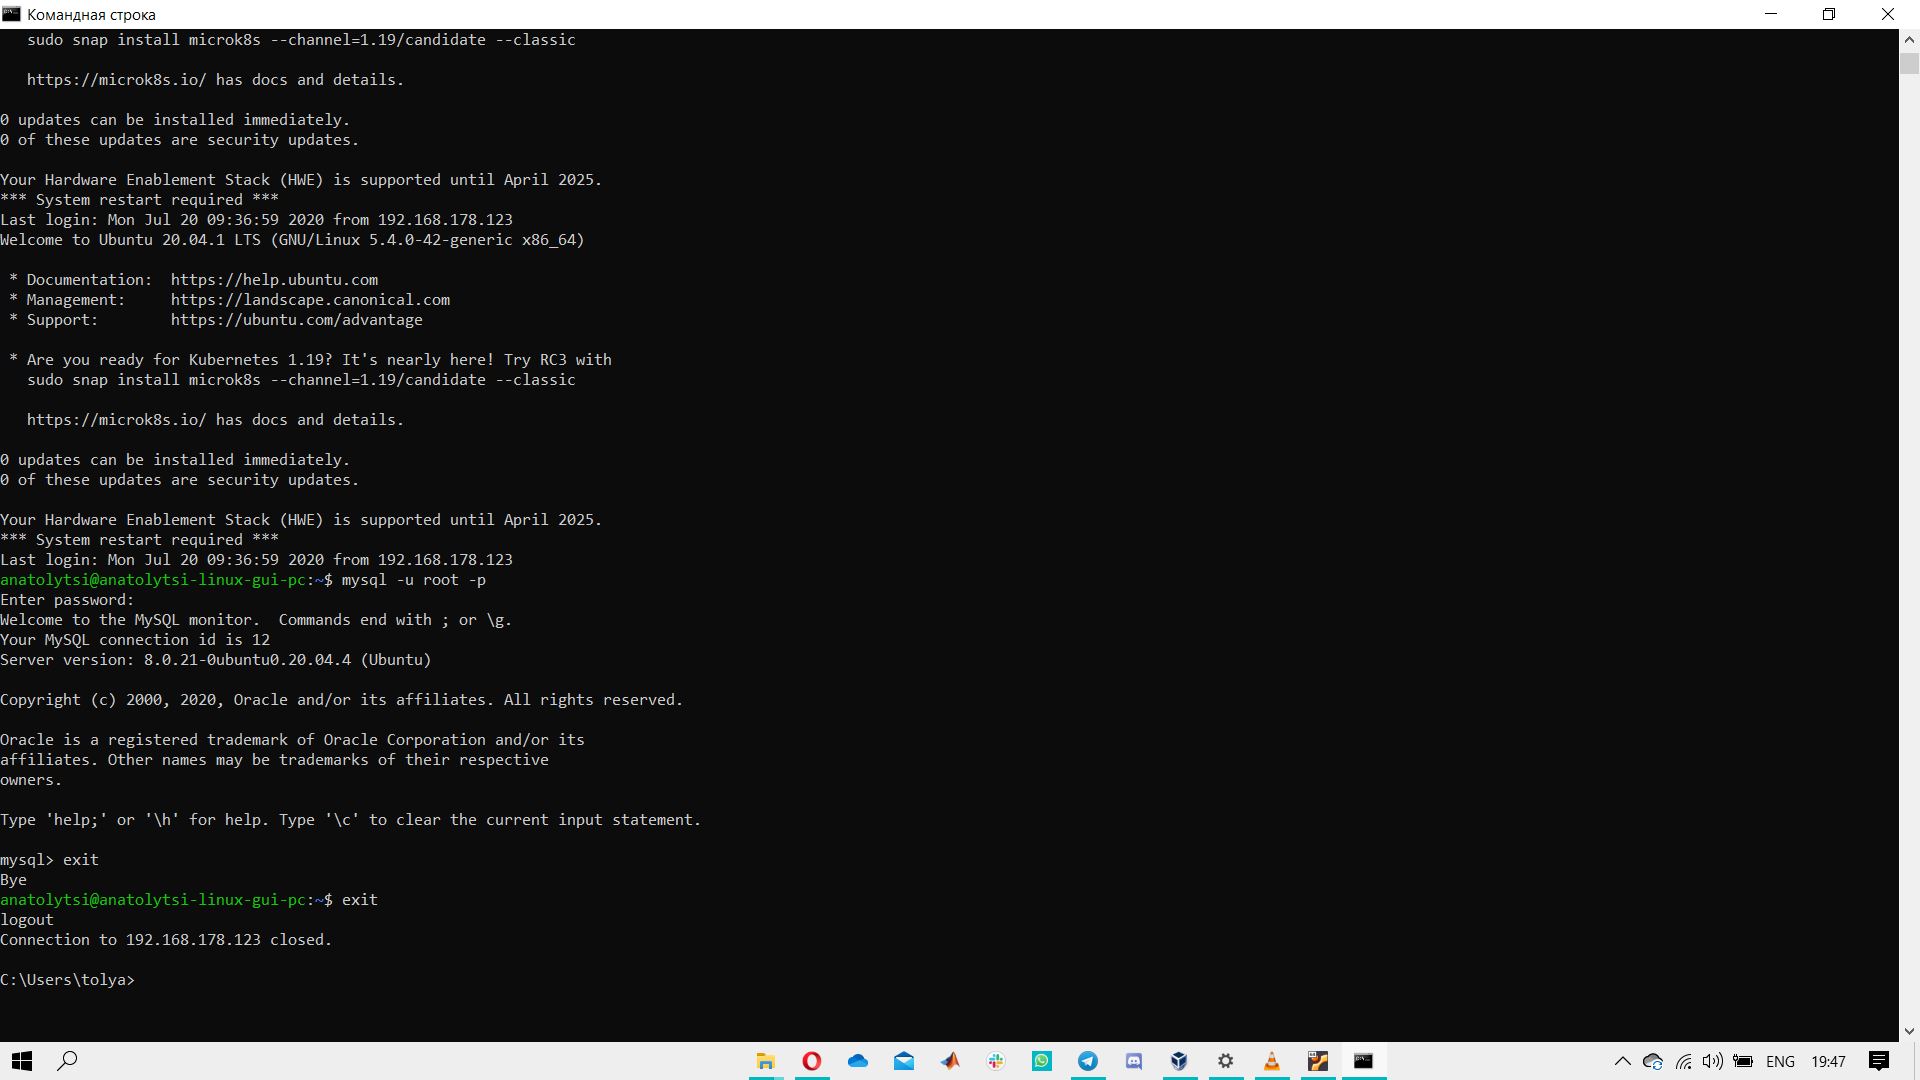 Командная строка
sudo snap install microk8s --channel=1.19/candidate --classic
https://microk8s.io/ has docs and details.
0 updates can be installed immediately.
0 of these updates are security updates.
Your Hardware Enablement Stack (HWE) is supported until April 2025.
*** System restart required ***
Last login: Mon Jul 20 09:36:59 2020 from 192.168.178.123
Welcome to Ubuntu 20.04.1 LTS (GNU/Linux 5.4.0-42-generic x86_64)
* Documentation:  https://help.ubuntu.com
* Management:     https://landscape.canonical.com
* Support:        https://ubuntu.com/advantage
* Are you ready for Kubernetes 1.19? It's nearly here! Try RC3 with
sudo snap install microk8s --channel=1.19/candidate --classic
https://microk8s.io/ has docs and details.
0 updates can be installed immediately.
0 of these updates are security updates.
Your Hardware Enablement Stack (HWE) is supported until April 2025.
*** System restart required ***
Last login: Mon Jul 20 09:36:59 2020 from 192.168.178.123
anatolytsi@anatolytsi-linux-gui-pc:~$ mysql -u root -p
Enter password:
Welcome to the MySQL monitor.  Commands end with ; or \g.
Your MySQL connection id is 12
Server version: 8.0.21-0ubuntu0.20.04.4 (Ubuntu)
Copyright (c) 2000, 2020, Oracle and/or its affiliates. All rights reserved.
Oracle is a registered trademark of Oracle Corporation and/or its
affiliates. Other names may be trademarks of their respective
owners.
Type 'help;' or '\h' for help. Type '\c' to clear the current input statement.
mysql> exit
Bye
anatolytsi@anatolytsi-linux-gui-pc:~$ exit
logout
Connection to 192.168.178.123 closed.
C:\Users\tolya>
ENG 19:47